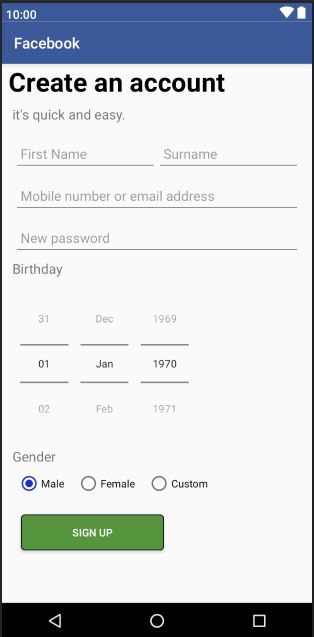 10:00
Facebook
Create an account
it's quick and easy.
First Name Surname
Mobile number or email address
New password
Birthday
31 Dec 1969
01 Jan 1970
02 Feb 1971
Gender
Male Female Custom
SIGN UP